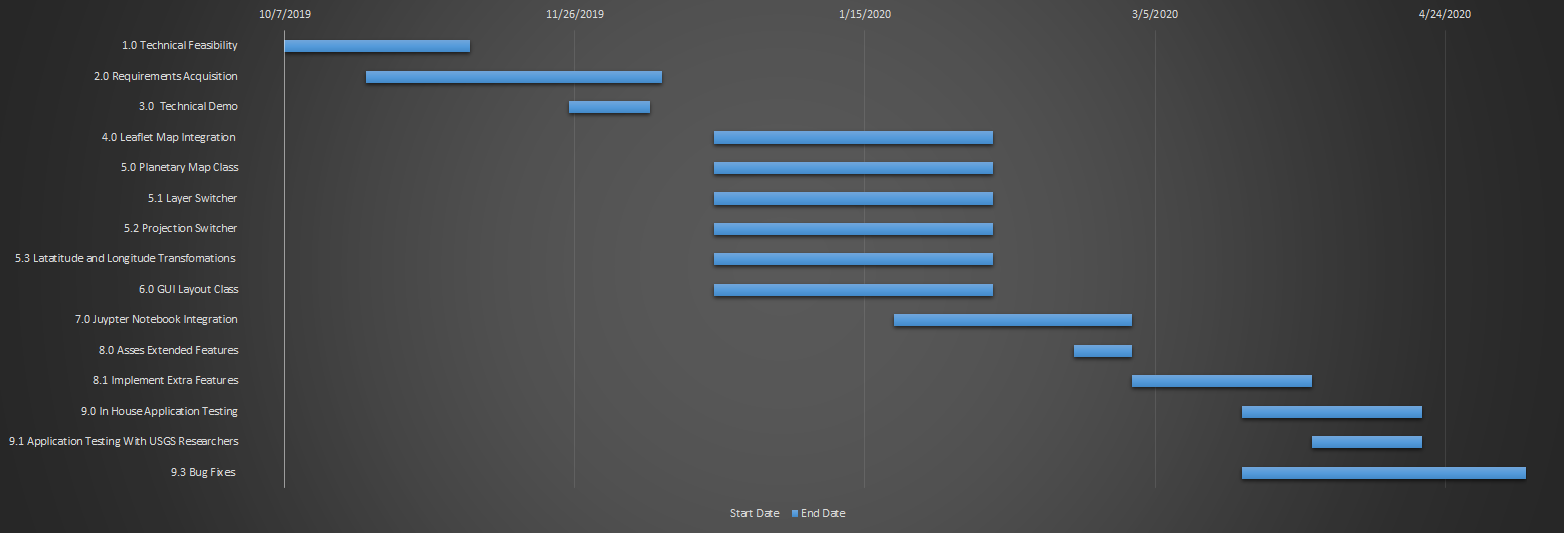 10/7/2019 11/26/2019 1/15/2020 3/5/2020 4/24/2020
1.0 Technical Feasibility
2.0 Requirements Acquisition
3.0 Technical Demo
4.0 Leaflet Map Integration
5.0 Planetary Map Class
5.1 Layer Switcher
5.2 Projection Switcher
5.3 Latatitude and Longitude Transfomations
6.0 GUI Layout Class
7.0 Juypter Notebook Integration
8.0 Asses Extended Features
8.1 Implement Extra Features
9.0 In House Application Testing
9.1 Application Testing With USGS Researchers
9.3 Bug Fixes
Start Date End Date